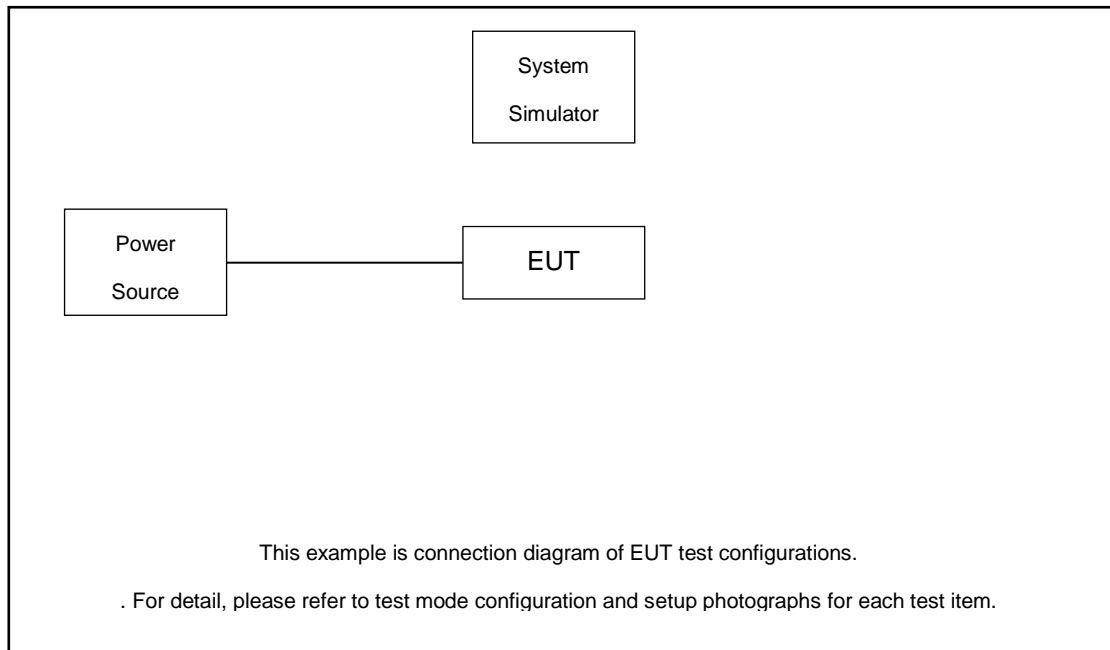 System
Simulator
Power
Source
EUT
This example is connection diagram of EUT test configurations.
. For detail, please refer to test mode configuration and setup photographs for each test item.